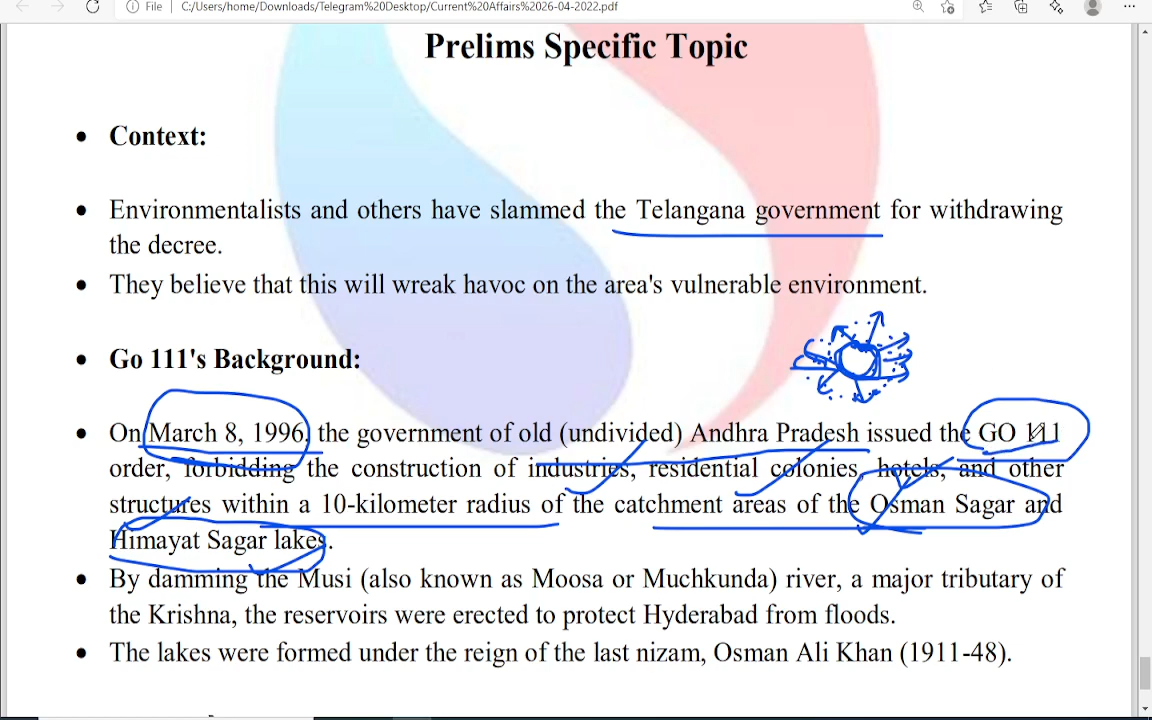 File
C:/Users/home/Downloads/Telegram%20Desktop/Current%20Affairs%2026-04-2022.pdf
Prelims Specific Topic
• Context:
• Environmentalists and others have slammed the Telangana government for withdrawing
the decree.
• They believe that this will wreak havoc on the area's vulnerable environment.
• Go 111's Background:
• On March 8, 1996, the government of old (undivided) Andhra Pradesh issued the GO 111
order, forbidding the construction of industries, residential colonies, hotels, and other
structures within a 10-kilometer radius of the catchment areas of the Osman Sagar and
Himayat Sagar lakes.
• By damming the Musi (also known as Moosa or Muchkunda) river, a major tributary of
the Krishna, the reservoirs were erected to protect Hyderabad from floods.
• The lakes were formed under the reign of the last nizam, Osman Ali Khan (1911-48).